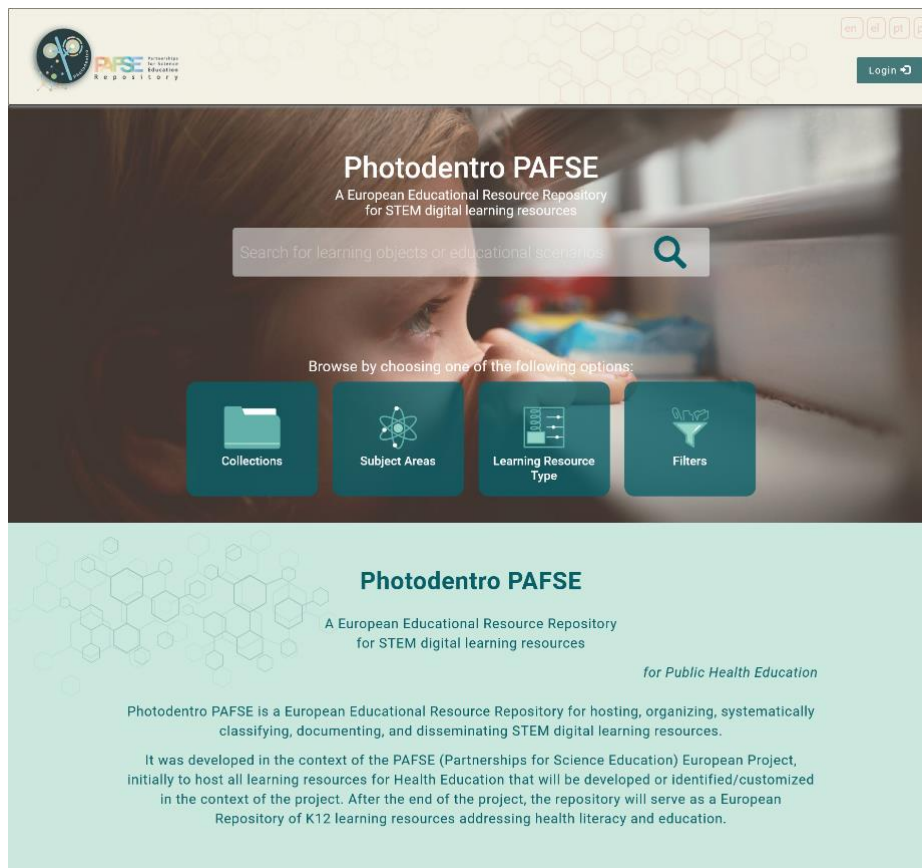 en el pt p
PAFSE Partnerships
for Science
Education
Repository
Login
Photodentro PAFSE
A European Educational Resource Repository
for STEM digital learning resources
Search for learning objects or educational scenarios
Browse by choosing one of the following options:
Collections
Subject Areas
Learning Resource
Type
Filters
Photodentro PAFSE
A European Educational Resource Repository
for STEM digital learning resources
for Public Health Education
Photodentro PAFSE is a European Educational Resource Repository for hosting, organizing, systematically
classifying, documenting, and disseminating STEM digital learning resources.
It was developed in the context of the PAFSE (Partnerships for Science Education) European Project,
initially to host all learning resources for Health Education that will be developed or identified/customized
in the context of the project. After the end of the project, the repository will serve as a European
Repository of K12 learning resources addressing health literacy and education.